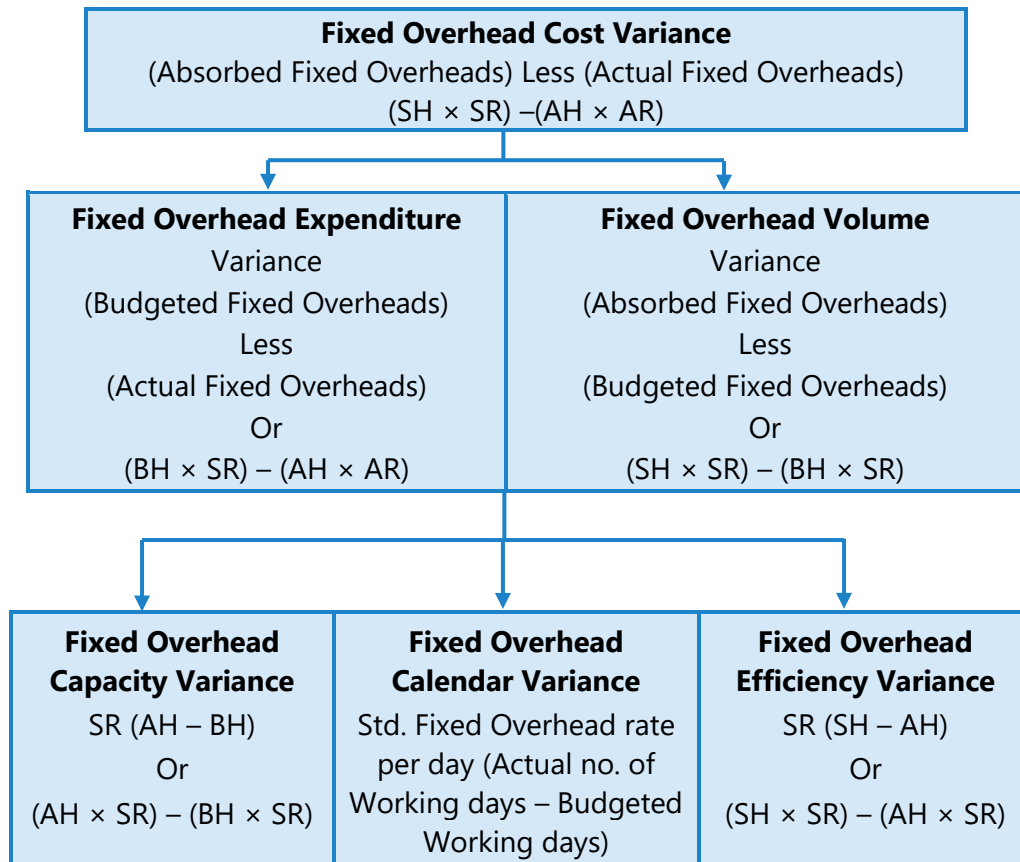 Fixed Overhead Cost Variance
(Absorbed Fixed Overheads) Less (Actual Fixed Overheads)
(SH × SR) –(AH × AR)
Fixed Overhead Expenditure
Variance
(Budgeted Fixed Overheads)
Less
(Actual Fixed Overheads)
Or
(BH × SR) – (AH × AR)
Fixed Overhead Volume
Variance
(Absorbed Fixed Overheads)
Less
(Budgeted Fixed Overheads)
Or
(SH × SR) – (BH × SR)
Fixed Overhead
Capacity Variance
SR (AH – BH)
Or
(AH × SR) – (BH × SR)
Fixed Overhead
Calendar Variance
Std. Fixed Overhead rate
per day (Actual no. of
Working days – Budgeted
Working days)
Fixed Overhead
Efficiency Variance
SR (SH – AH)
Or
(SH × SR) – (AH × SR)